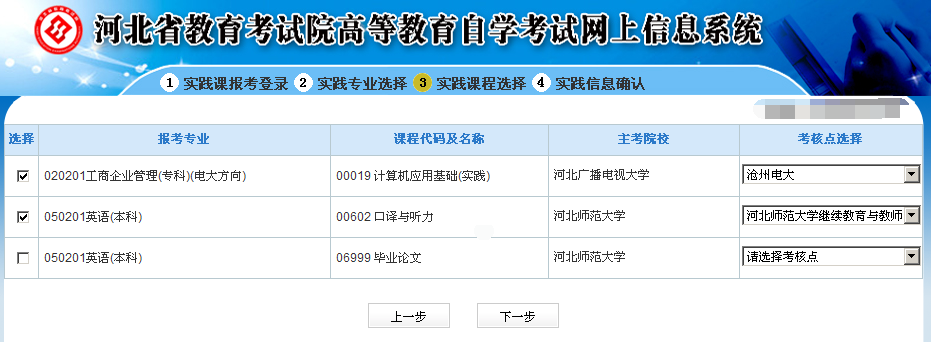 河北省教育考试院高等教育自学考试网上信息系统
1 实践课报考登录 2 实践专业选择 3 实践课程选择 4 实践信息确认
选择 报考专业 课程代码及名称 主考院校 考核点选择
020201工商企业管理(专科)(电大方向) 00019 计算机应用基础(实践) 河北广播电视大学 沧州电大
050201英语(本科) 00602 口译与听力 河北师范大学 河北师范大学继续教育与教师
050201英语(本科) 06999 毕业论文 河北师范大学 请选择考核点
上一步 下一步